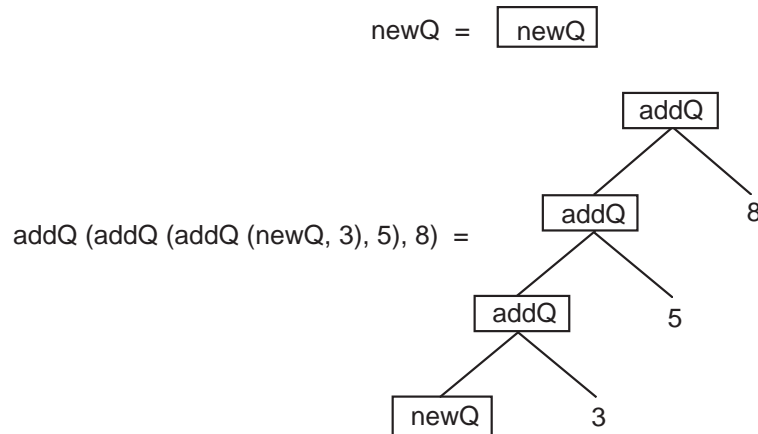 newQ = newQ
addQ
addQ (addQ (addQ (newQ, 3), 5), 8) = addQ 8
addQ 5
newQ 3